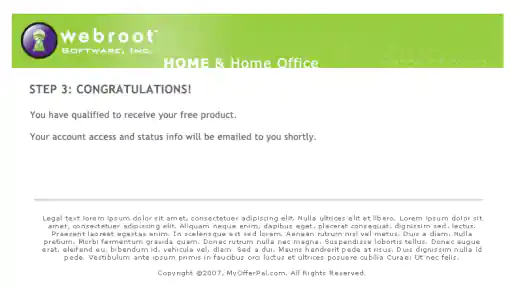 webroot™
SOFTWARE, INC.
HOME & Home Office
STEP 3: CONGRATULATIONS!
You have qualified to receive your free product.
Your account access and status info will be emailed to you shortly.
Legal text lorem ipsum dolor sit amet, consectetuer adipiscing elit. Nulla ultrices elit et libero. Lorem ipsum dolor sit
amet, consectetuer adipiscing elit. Aliquam neque enim, dapibus eget, placerat consequat, dignissim sed, lectus.
Praesent laoreet egestas enim. In scelerisque est sed lorem. Aenean rutrum nisl vel metus. Duis a diam. Nulla
pretium. Morbi fermentum gravida quam. Donec rutrum nulla nec magna. Suspendisse lobortis tellus. Donec augue
erat, eleifend eu, bibendum id, vehicula vel, diam. Sed a dui. Mauris hendrerit pede at risus. Duis dignissim nulla id
pede. Vestibulum ante ipsum primis in faucibus orci luctus et ultrices posuere cubilia Curae; Ut nec felis.
Copyright ©2007, MyOfferPal.com. All Rights Reserved.